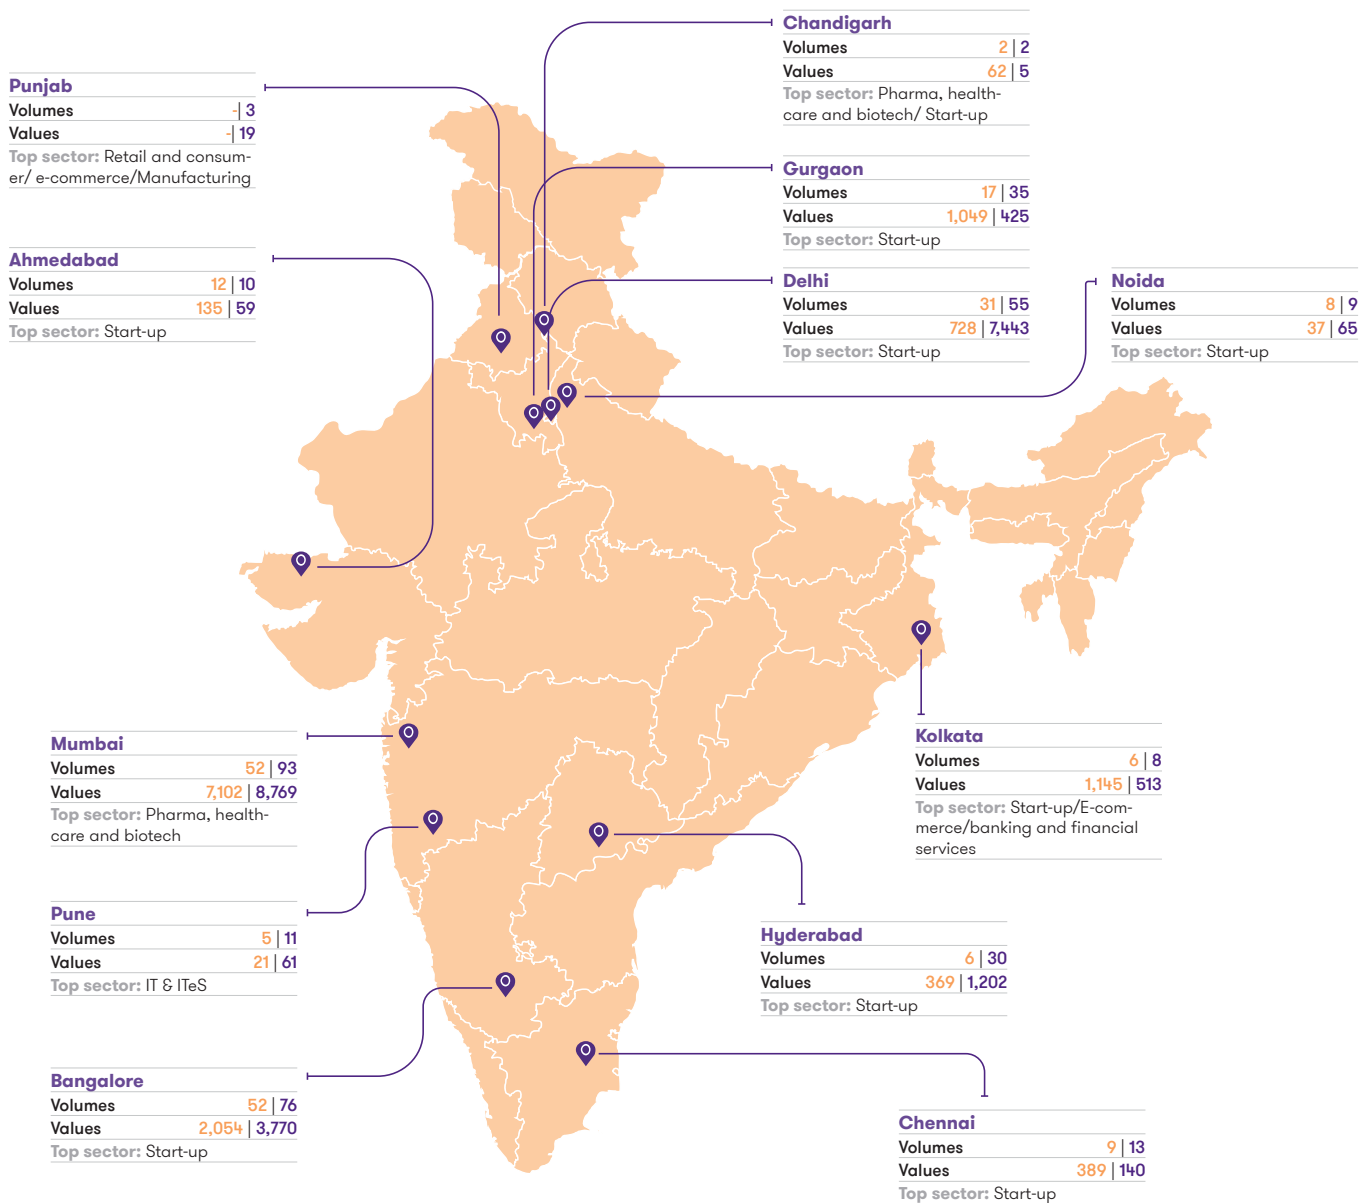 Chandigarh
Volumes 2 | 2
Values 62 | 5
Top sector: Pharma, health-
care and biotech/ Start-up
Punjab
Volumes -| 3
Values -| 19
Top sector: Retail and consum-
er/ e-commerce/Manufacturing
Gurgaon
Volumes 17 | 35
Values 1,049 | 425
Top sector: Start-up
Ahmedabad
Volumes 12 | 10
Values 135 | 59
Top sector: Start-up
Delhi
Volumes 31 | 55
Values 728 | 7,443
Top sector: Start-up
Noida
Volumes 8 | 9
Values 37 | 65
Top sector: Start-up
Mumbai
Volumes 52 | 93
Values 7,102 | 8,769
Top sector: Pharma, health-
care and biotech
Kolkata
Volumes 6 | 8
Values 1,145 | 513
Top sector: Start-up/E-com-
merce/banking and financial
services
Pune
Volumes 5 | 11
Values 21 | 61
Top sector: IT & ITeS
Hyderabad
Volumes 6 | 30
Values 369 | 1,202
Top sector: Start-up
Bangalore
Volumes 52 | 76
Values 2,054 | 3,770
Top sector: Start-up
Chennai
Volumes 9 | 13
Values 389 | 140
Top sector: Start-up